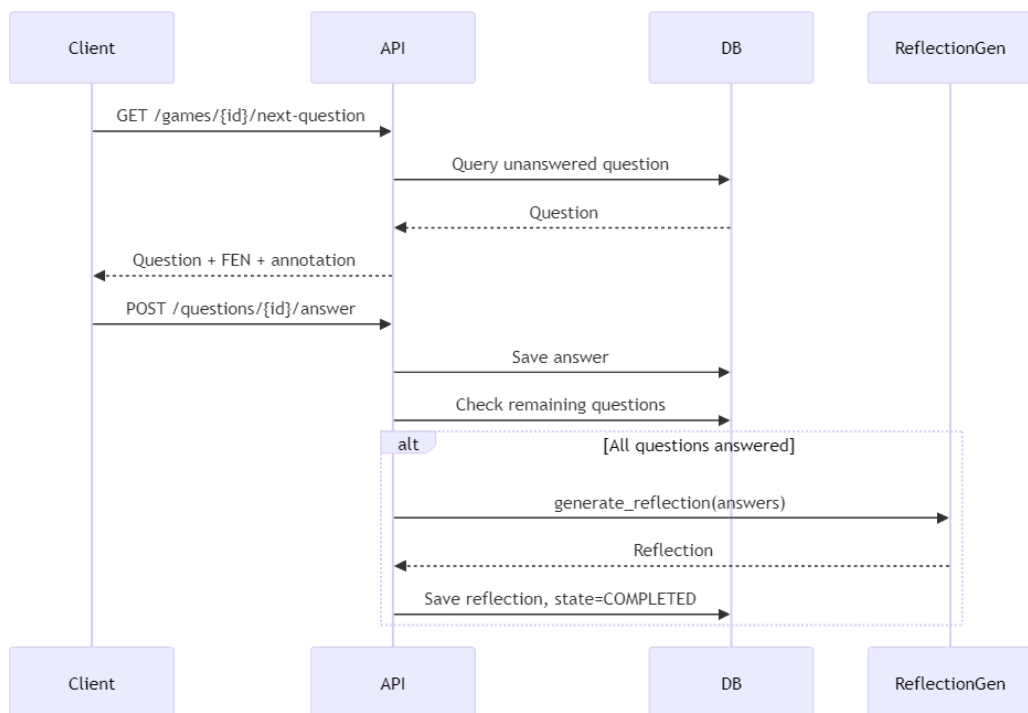 Client API DB ReflectionGen
GET /games/{id}/next-question
Query unanswered question
Question
Question + FEN + annotation
POST /questions/{id}/answer
Save answer
Check remaining questions
alt [All questions answered]
generate_reflection(answers)
Reflection
Save reflection, state=COMPLETED
Client API DB ReflectionGen